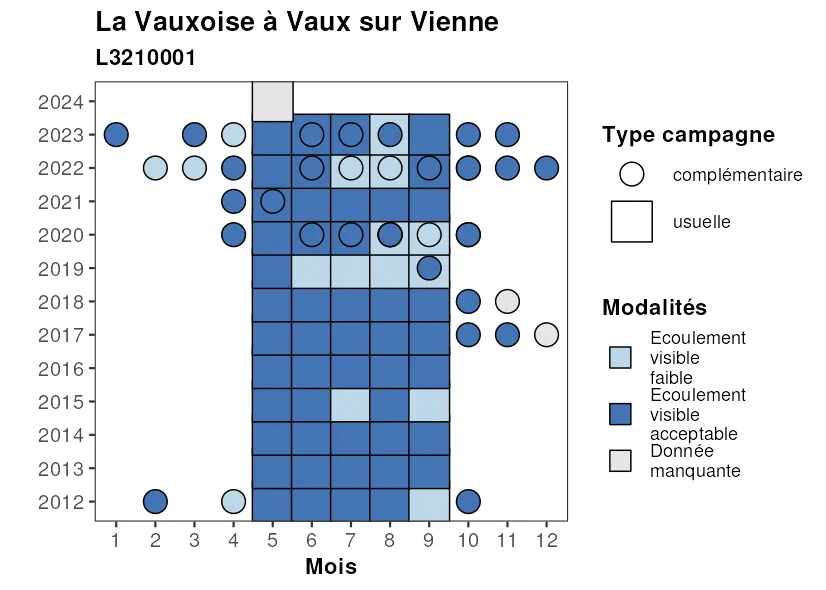 La Vauxoise à Vaux sur Vienne
L3210001
2024
2023
2022
2021
2020
2019
2018
2017
2016
2015
2014
2013
2012
1 2 3 4 5 6 7 8 9 10 11 12
Mois
Type campagne
complémentaire
usuelle
Modalités
Ecoulement
visible
faible
Ecoulement
visible
acceptable
Donnée
manquante